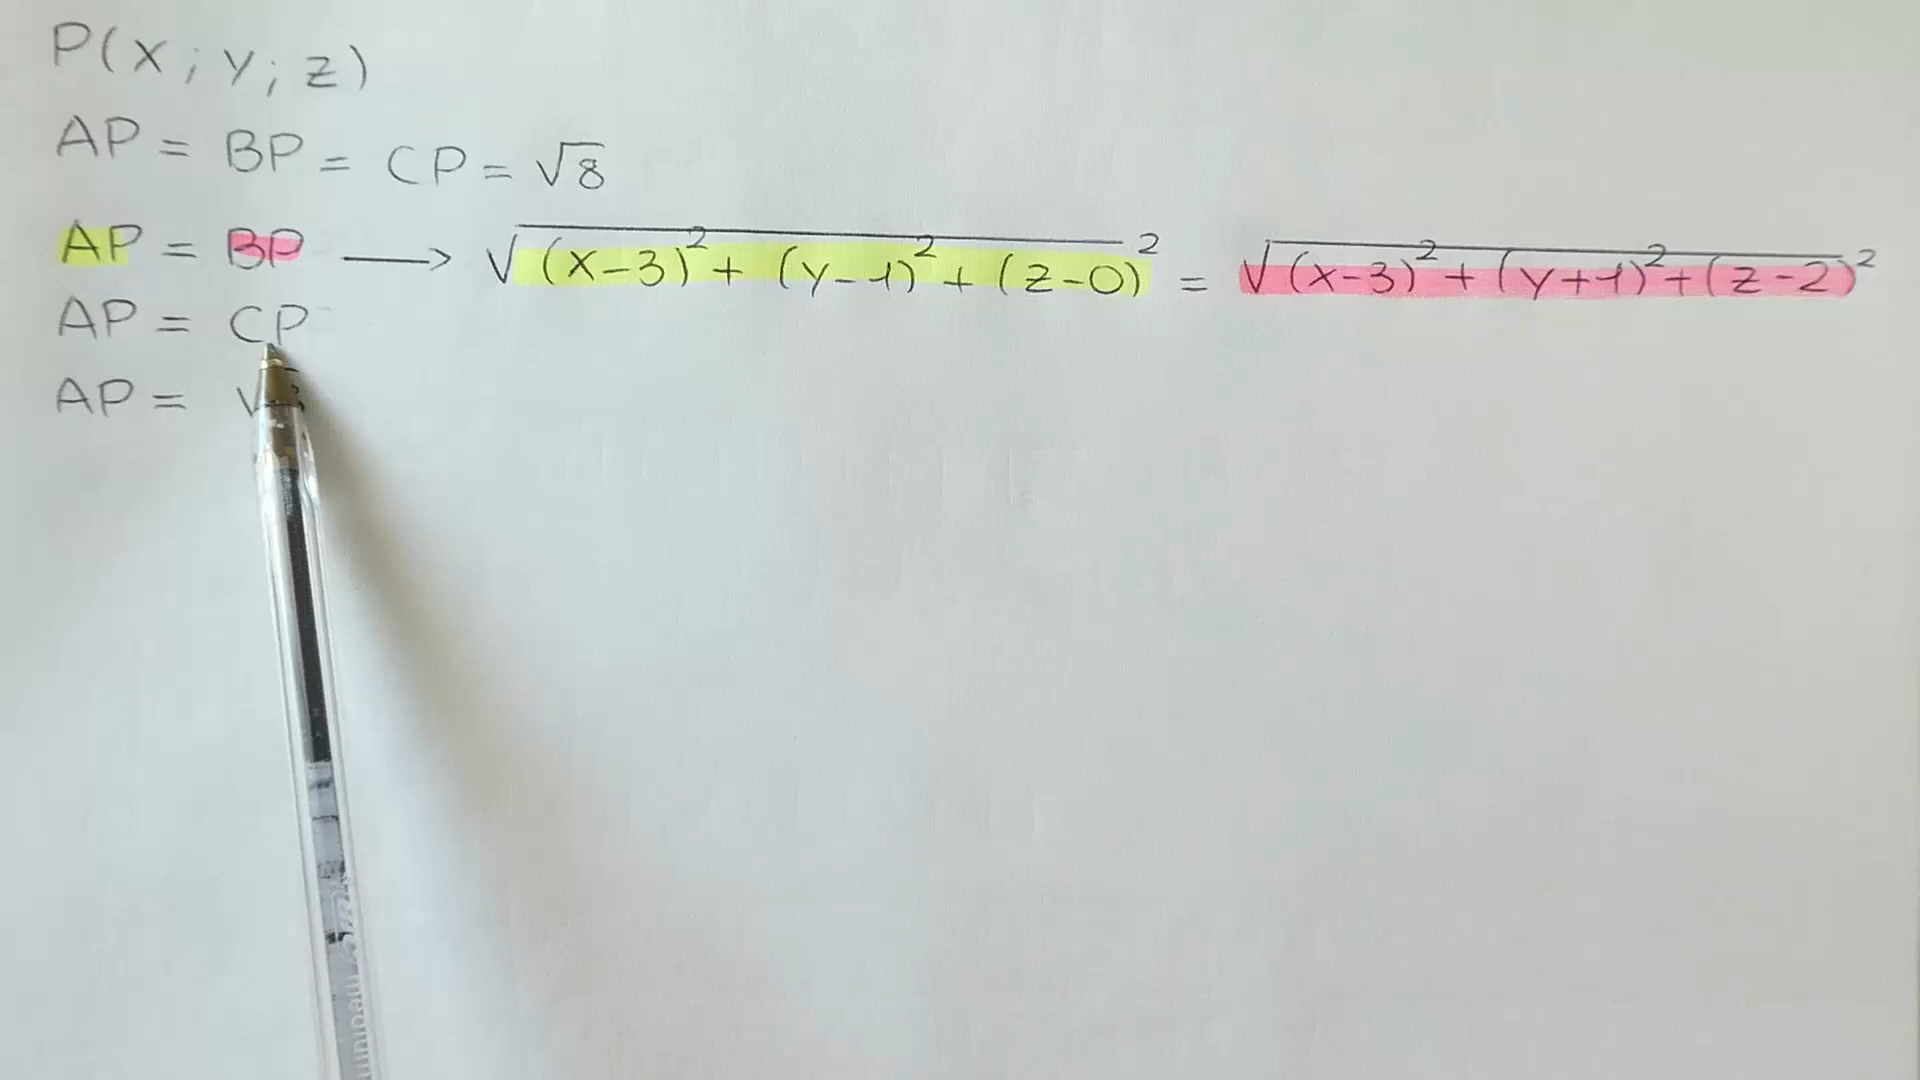 P(x; y; z)
AP = BP = CP = √8
AP = BP ⟶ √(x-3)² + (y-1)² + (z-0)² = √(x-3)² + (y+1)² + (z-2)²
AP = CP
AP =